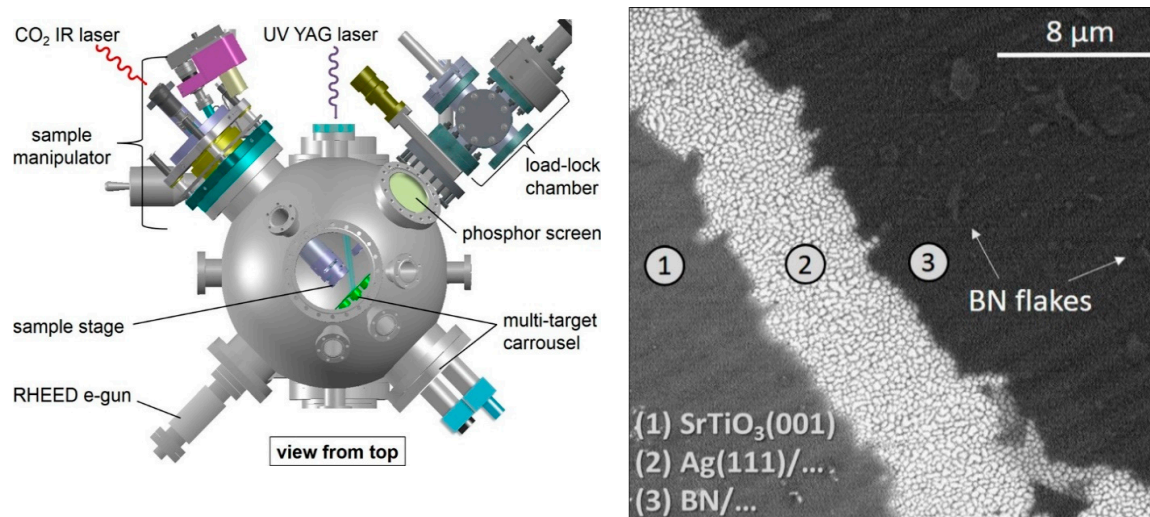 CO₂ IR laser
UV YAG laser
sample
manipulator
load-lock
chamber
phosphor screen
sample stage
multi-target
carrousel
RHEED e-gun
view from top
8 μm
1
2
3
BN flakes
(1) SrTiO₃(001)
(2) Ag(111)/...
(3) BN/...